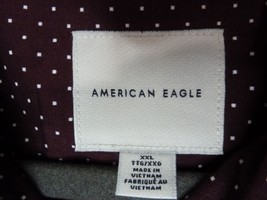 AMERICAN EAGLE
XXL
TTG/XXG
MADE IN
VIETNAM
FABRIQUÉ AU
VIETNAM